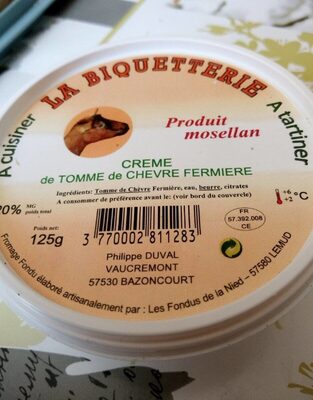 LA BIQUETTERIE
A cuisiner
A tartiner
Produit
mosellan
CREME
de TOMME de CHEVRE FERMIERE
Ingrédients: Tomme de Chèvre Fermière, eau, beurre, citrates
A consommer de préférence avant le: (voir bord du couvercle)
20% MG
poids total
Poids net:
125g
3 770002 811283
FR
57.392.008
CE
+6
+2 °C
Philippe DUVAL
VAUCREMONT
57530 BAZONCOURT
Fromage Fondu élaboré artisanalement par : Les Fondus de la Nied - 57580 LEMUD